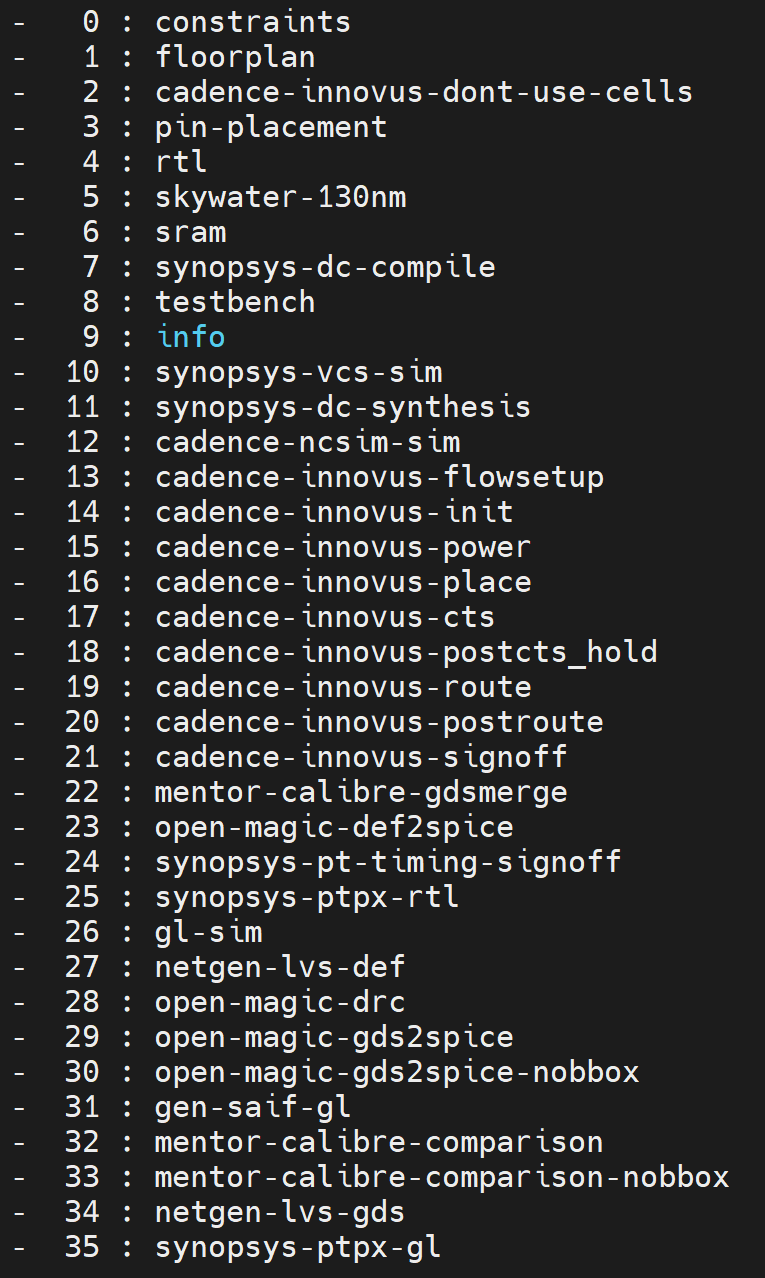 -   0 : constraints
-   1 : floorplan
-   2 : cadence-innovus-dont-use-cells
-   3 : pin-placement
-   4 : rtl
-   5 : skywater-130nm
-   6 : sram
-   7 : synopsys-dc-compile
-   8 : testbench
-   9 : info
-  10 : synopsys-vcs-sim
-  11 : synopsys-dc-synthesis
-  12 : cadence-ncsim-sim
-  13 : cadence-innovus-flowsetup
-  14 : cadence-innovus-init
-  15 : cadence-innovus-power
-  16 : cadence-innovus-place
-  17 : cadence-innovus-cts
-  18 : cadence-innovus-postcts_hold
-  19 : cadence-innovus-route
-  20 : cadence-innovus-postroute
-  21 : cadence-innovus-signoff
-  22 : mentor-calibre-gdsmerge
-  23 : open-magic-def2spice
-  24 : synopsys-pt-timing-signoff
-  25 : synopsys-ptpx-rtl
-  26 : gl-sim
-  27 : netgen-lvs-def
-  28 : open-magic-drc
-  29 : open-magic-gds2spice
-  30 : open-magic-gds2spice-nobbox
-  31 : gen-saif-gl
-  32 : mentor-calibre-comparison
-  33 : mentor-calibre-comparison-nobbox
-  34 : netgen-lvs-gds
-  35 : synopsys-ptpx-gl